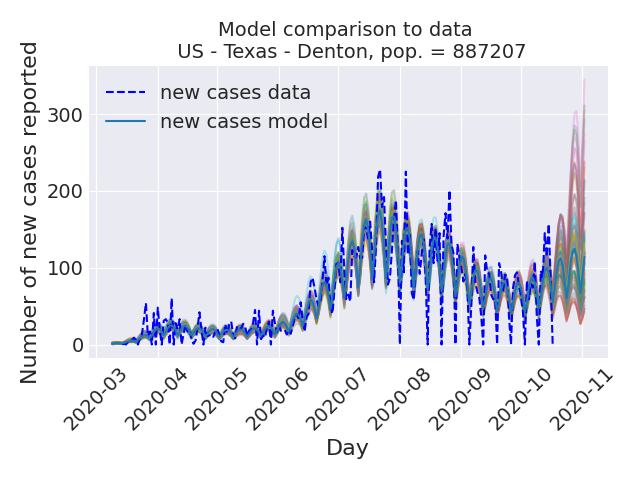 Model comparison to data
US - Texas - Denton, pop. = 887207
Number of new cases reported
300
200
100
0
new cases data
new cases model
2020-03
2020-04
2020-05
2020-06
2020-07
2020-08
2020-09
2020-10
2020-11
Day